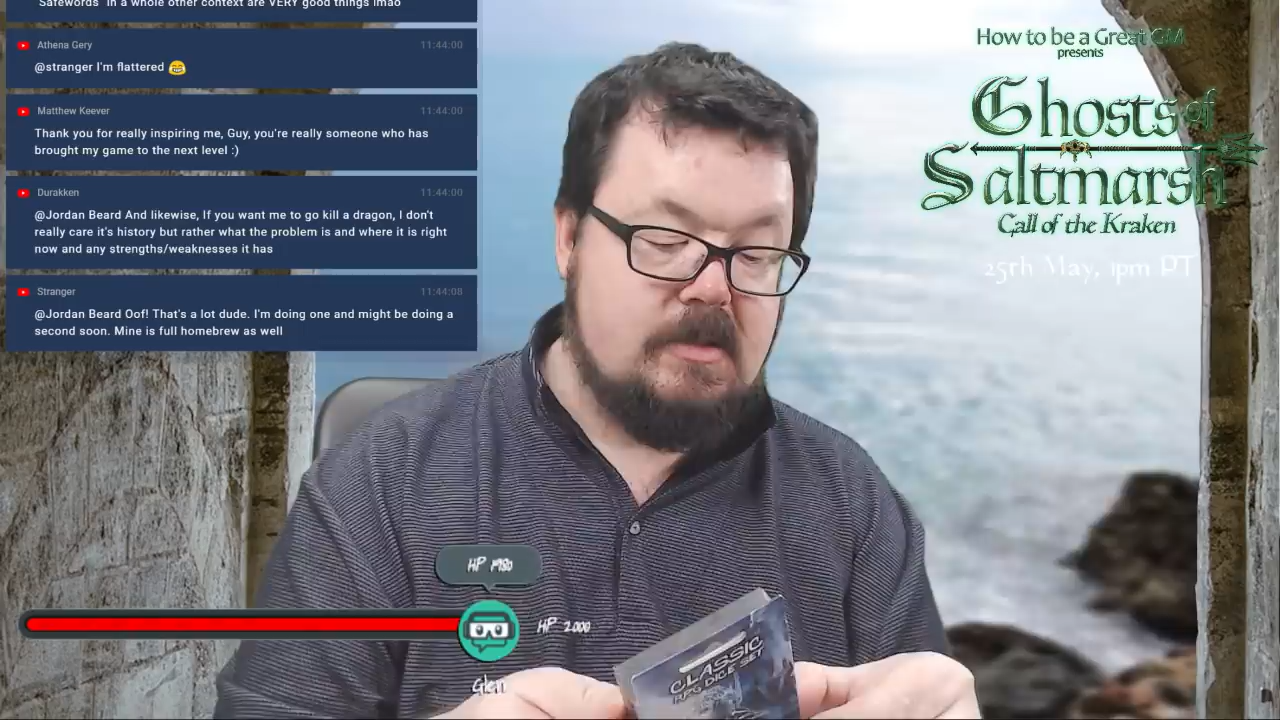 "Safewords" in a whole other context are VERY good things lmao
Athena Gery 11:44:00
@stranger I'm flattered 😂
Matthew Keever 11:44:00
Thank you for really inspiring me, Guy, you're really someone who has
brought my game to the next level :)
Durakken 11:44:00
@Jordan Beard And likewise, If you want me to go kill a dragon, I don't
really care it's history but rather what the problem is and where it is right
now and any strengths/weaknesses it has
Stranger 11:44:08
@Jordan Beard Oof! That's a lot dude. I'm doing one and might be doing a
second soon. Mine is full homebrew as well
How to be a Great GM
presents
Ghosts of
Saltmarsh
Call of the Kraken
25th May, 1pm PT
HP 1980
HP 2000
Glen
CLASSIC
RPG DICE SET